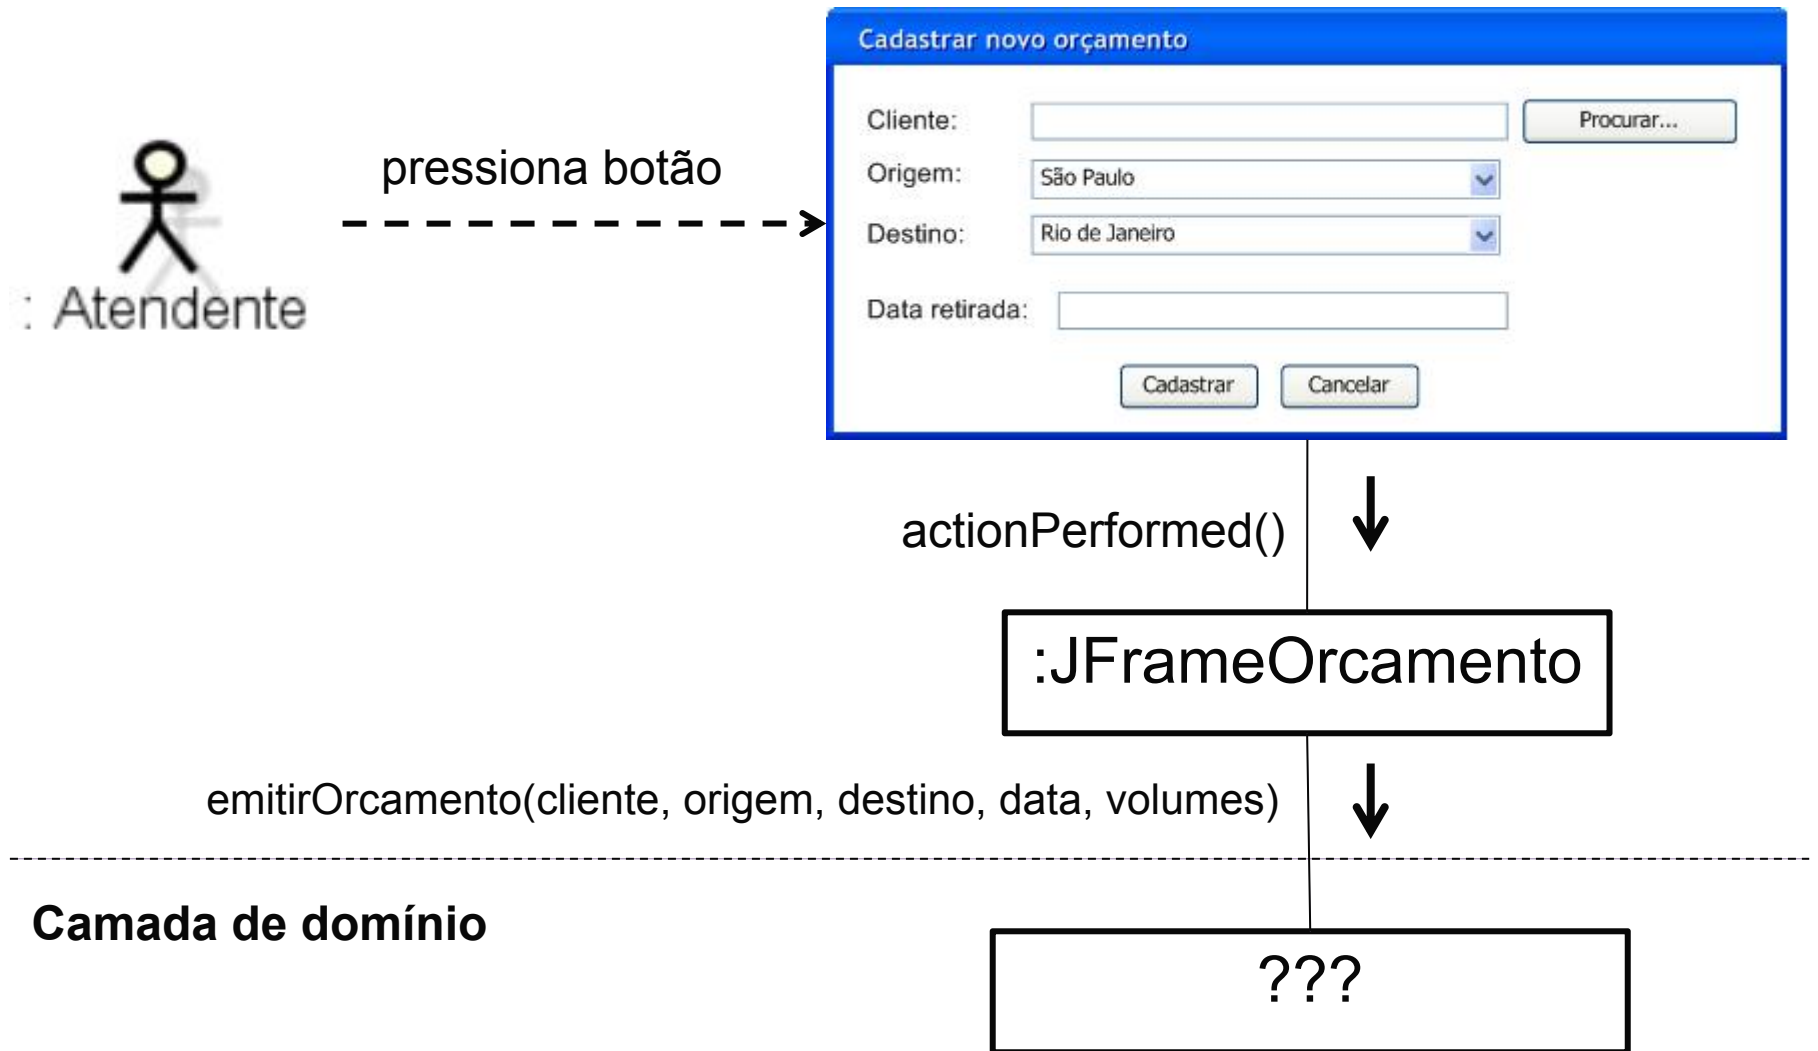 Cadastrar novo orçamento
Cliente:
Procurar...
: Atendente
pressiona botão
Origem:
São Paulo
Destino:
Rio de Janeiro
Data retirada:
Cadastrar
Cancelar
actionPerformed()
:JFrameOrcamento
emitirOrcamento(cliente, origem, destino, data, volumes)
Camada de domínio
???